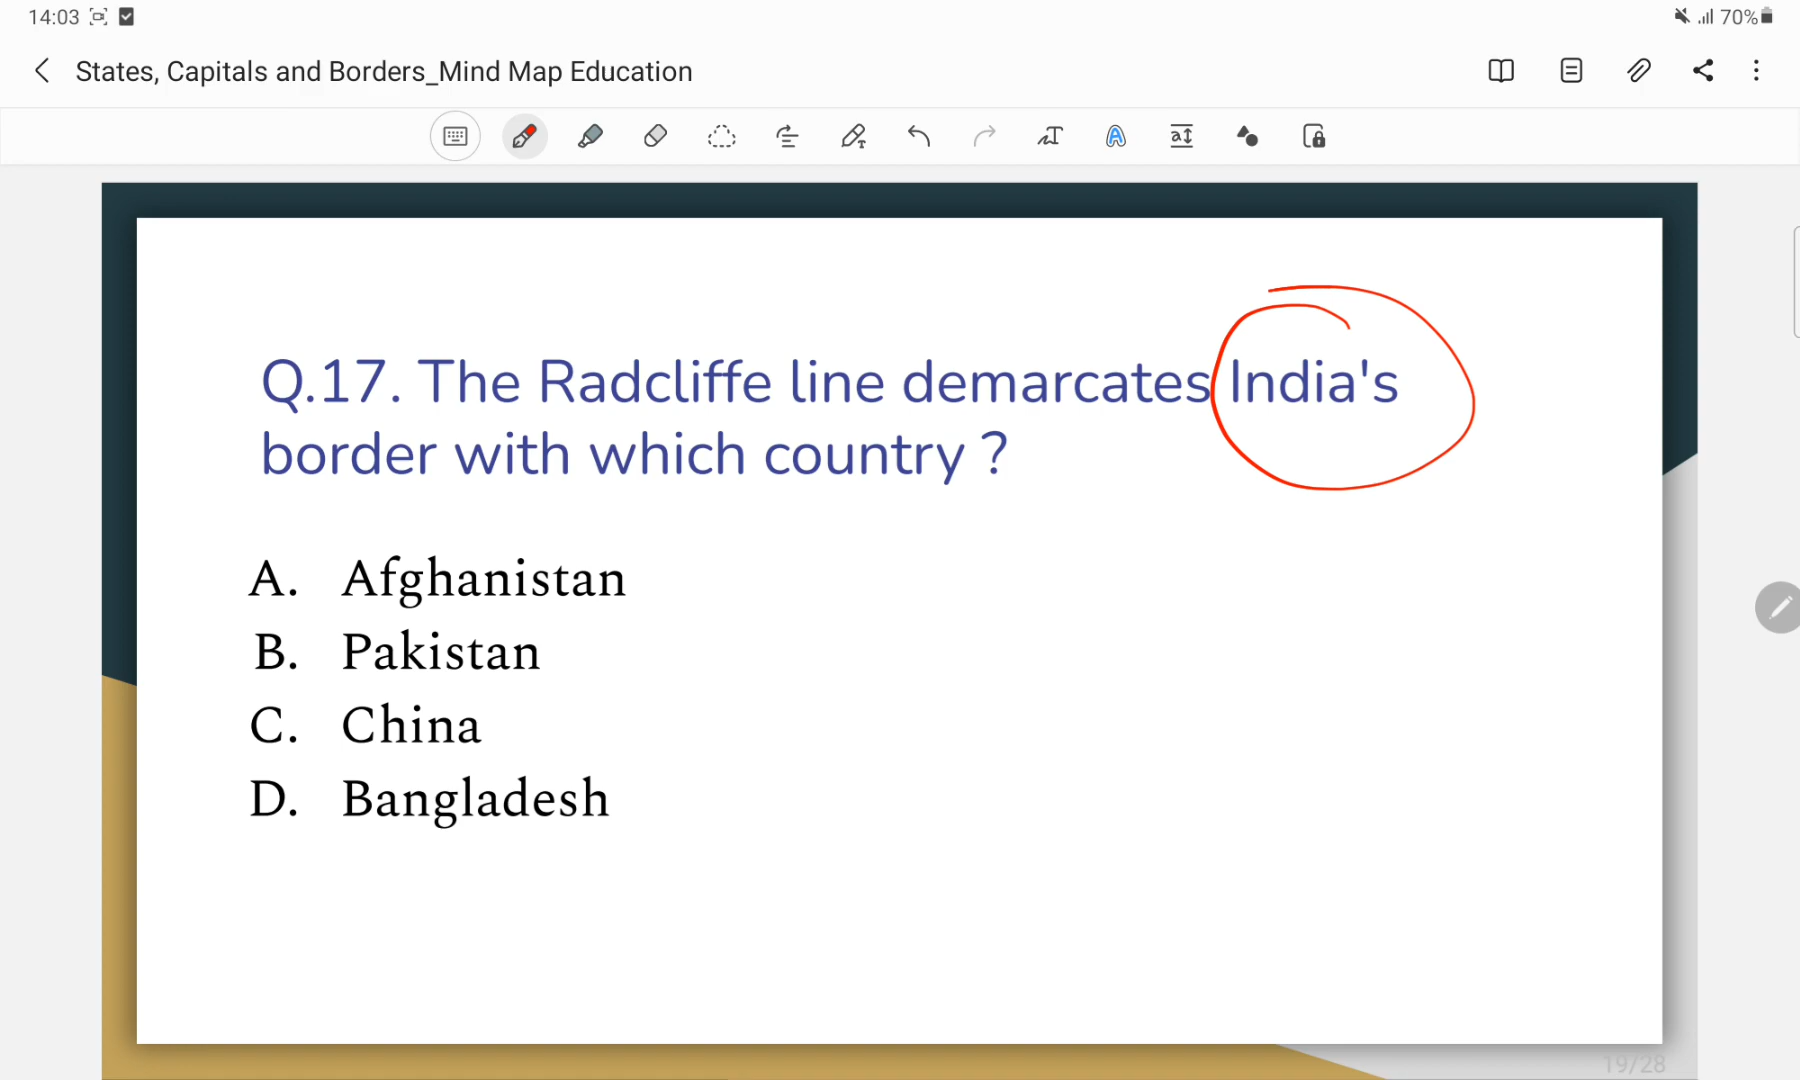 14:03
70%
States, Capitals and Borders_Mind Map Education
Q.17. The Radcliffe line demarcates India's
border with which country ?
A. Afghanistan
B. Pakistan
C. China
D. Bangladesh
19/28